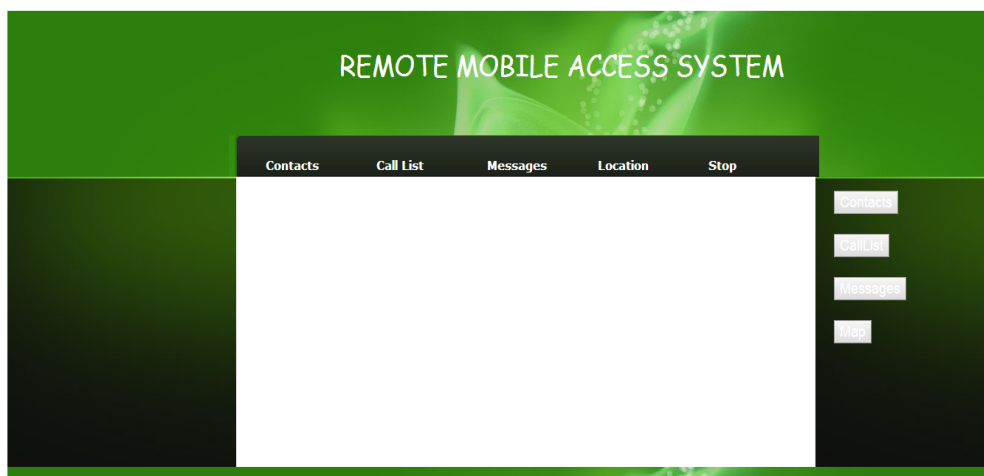 REMOTE MOBILE ACCESS SYSTEM
Contacts Call List Messages Location Stop
Contacts
CallList
Messages
Map